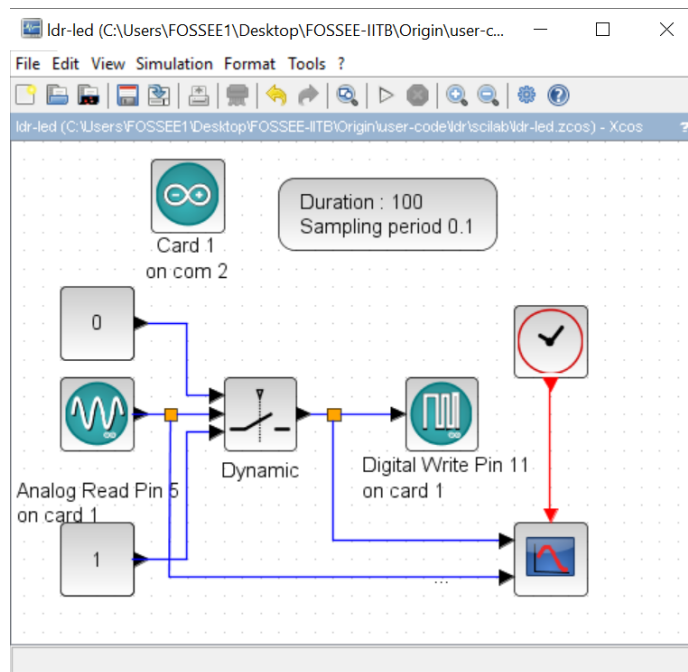 ldr-led (C:\Users\FOSSEE1\Desktop\FOSSEE-IITB\Origin\user-c...
File Edit View Simulation Format Tools ?
ldr-led (C:\Users\FOSSEE1\Desktop\FOSSEE-IITB\Origin\user-code\ldr\scilab\ldr-led.zcos) - Xcos
Duration : 100
Sampling period 0.1
Card 1
on com 2
0
Dynamic
Digital Write Pin 11
on card 1
Analog Read Pin 5
on card 1
1
...